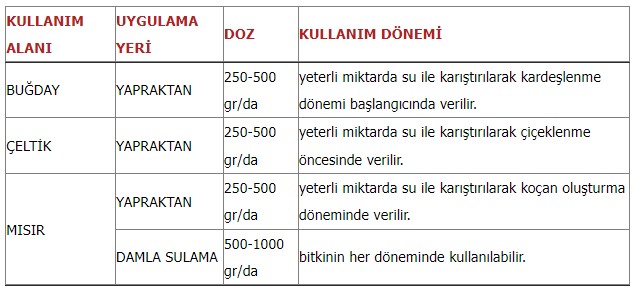 KULLANIM ALANI UYGULAMA YERİ DOZ KULLANIM DÖNEMİ
BUĞDAY YAPRAKTAN 250-500 gr/da yeterli miktarda su ile karıştırılarak kardeşlenme
dönemi başlangıcında verilir.
ÇELTİK YAPRAKTAN 250-500 gr/da yeterli miktarda su ile karıştırılarak çiçeklenme
öncesinde verilir.
MISIR YAPRAKTAN 250-500 gr/da yeterli miktarda su ile karıştırılarak koçan oluşturma
döneminde verilir.
DAMLA SULAMA 500-1000 gr/da bitkinin her döneminde kullanılabilir.